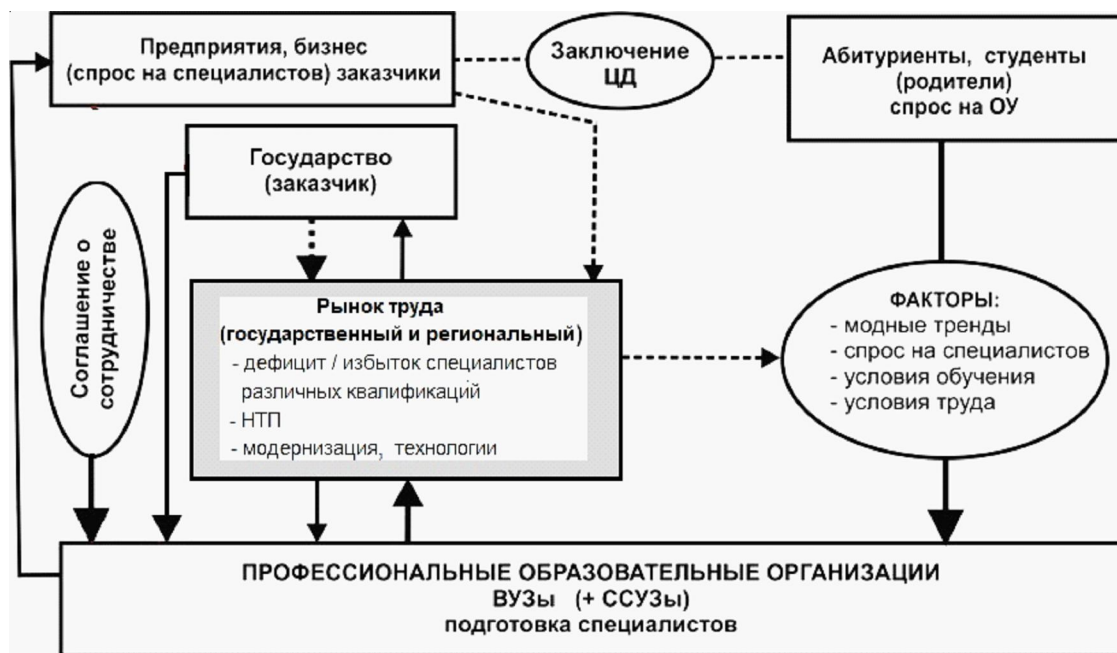 Предприятия, бизнес
(спрос на специалистов) заказчики
Заключение
ЦД
Абитуриенты, студенты
(родители)
спрос на ОУ
Государство
(заказчик)
Соглашение о
сотрудничестве
Рынок труда
(государственный и региональный)
- дефицит / избыток специалистов
различных квалификаций
- НТП
- модернизация, технологии
ФАКТОРЫ:
- модные тренды
- спрос на специалистов
- условия обучения
- условия труда
ПРОФЕССИОНАЛЬНЫЕ ОБРАЗОВАТЕЛЬНЫЕ ОРГАНИЗАЦИИ
ВУЗы (+ ССУЗы)
подготовка специалистов